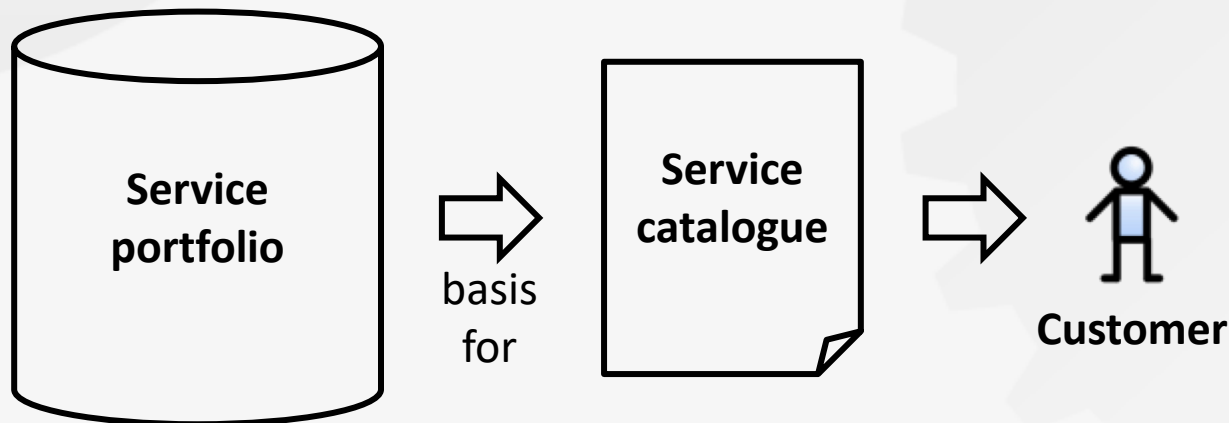 Service
portfolio
basis
for
Service
catalogue
Customer